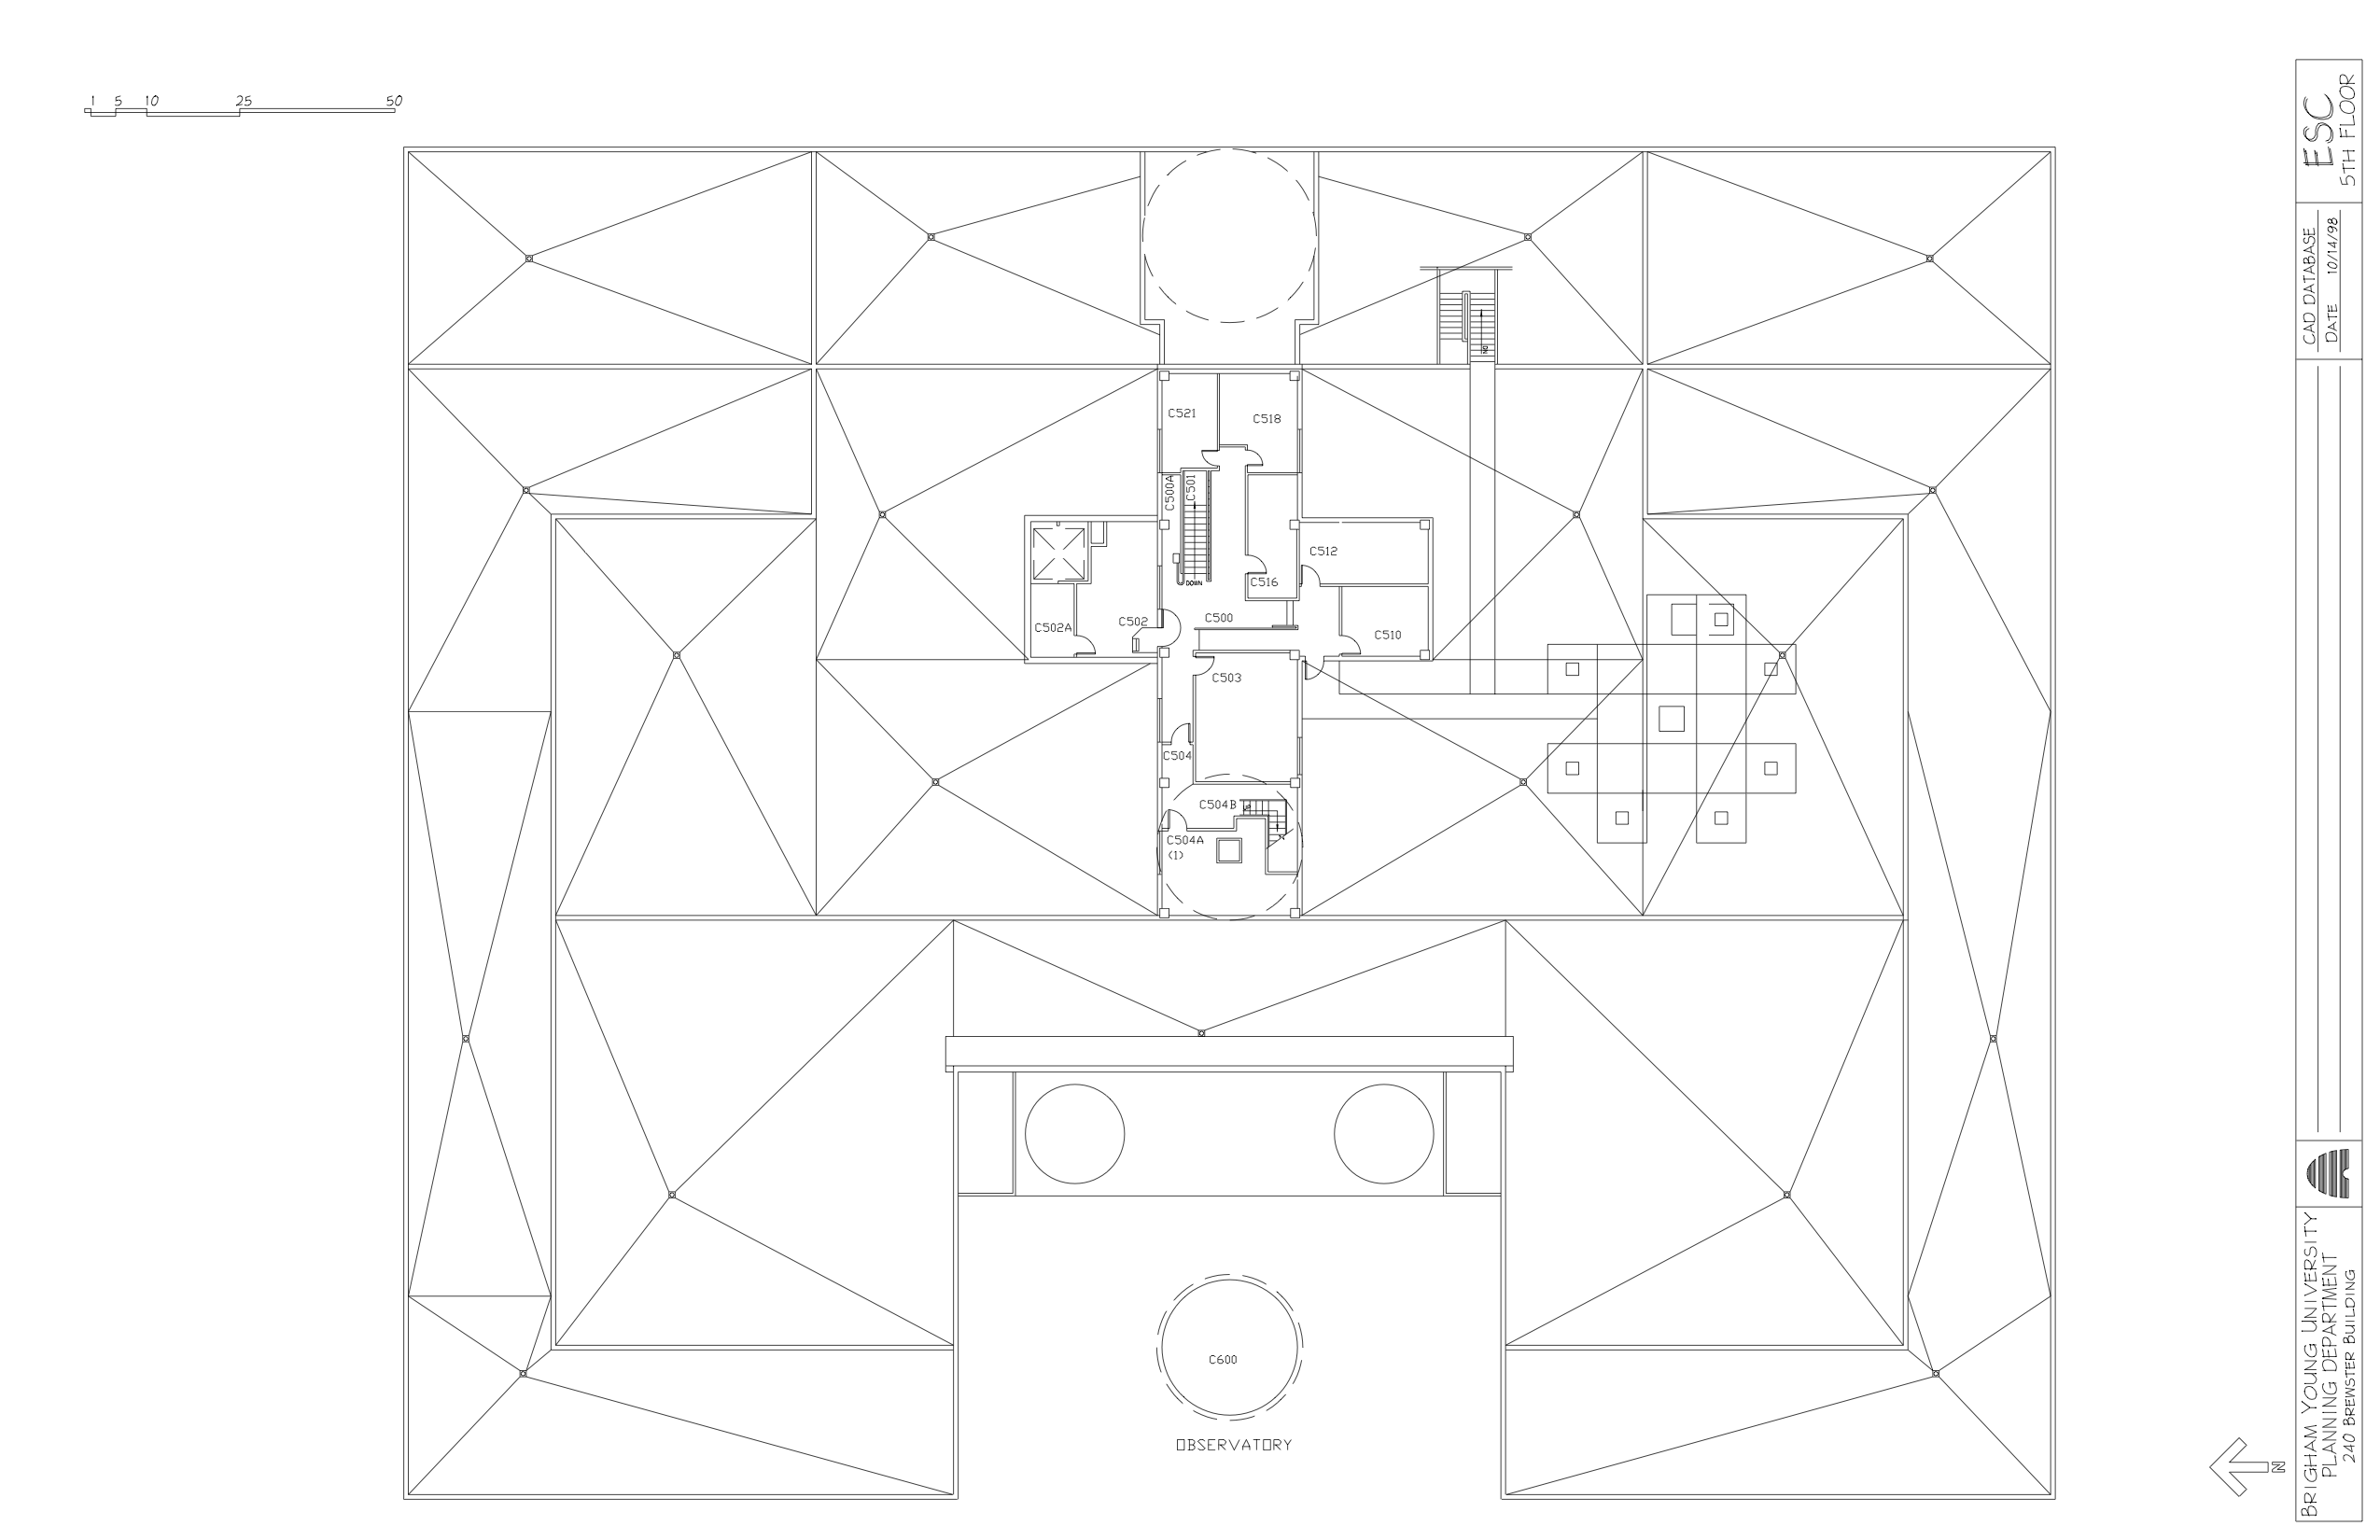 1 5 10 25 50
C521
C518
C500A
C501
C512
C516
DOWN
DN
C500
C502
C502A
C510
C503
C504
C504B
UP
C504A
(1)
C600
OBSERVATORY
N
ESC
5TH FLOOR
CAD DATABASE
DATE 10/14/98
BRIGHAM YOUNG UNIVERSITY
PLANNING DEPARTMENT
240 BREWSTER BUILDING